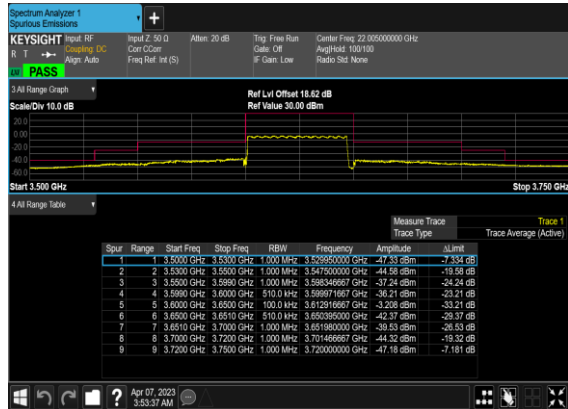 Spectrum Analyzer 1
Spurious Emissions
KEYSIGHT Input: RF Input Z: 50 Ω Atten: 20 dB Trig: Free Run Center Freq: 22.005000000 GHz
R T Coupling: DC Corr CCorr Gate: Off Avg|Hold: 100/100
Align: Auto Freq Ref: Int (S) IF Gain: Low Radio Std: None
LW PASS
3 All Range Graph
Ref Lvl Offset 18.62 dB
Scale/Div 10.0 dB Ref Value 30.00 dBm
20.0
0.00
-20.0
-40.0
-60.0
Start 3.500 GHz Stop 3.750 GHz
4 All Range Table
Measure Trace Trace 1
Trace Type Trace Average (Active)
Spur Range Start Freq Stop Freq RBW Frequency Amplitude ΔLimit
1 1 3.5000 GHz 3.5300 GHz 1.000 MHz 3.529950000 GHz -47.33 dBm -7.334 dB
2 2 3.5300 GHz 3.5500 GHz 1.000 MHz 3.547500000 GHz -44.58 dBm -19.58 dB
3 3 3.5500 GHz 3.5990 GHz 1.000 MHz 3.598346667 GHz -37.24 dBm -24.24 dB
4 4 3.5990 GHz 3.6000 GHz 510.0 kHz 3.599971667 GHz -36.21 dBm -23.21 dB
5 5 3.6000 GHz 3.6500 GHz 100.0 kHz 3.612916667 GHz -3.208 dBm -33.21 dB
6 6 3.6500 GHz 3.6510 GHz 510.0 kHz 3.650395000 GHz -42.37 dBm -29.37 dB
7 7 3.6510 GHz 3.7000 GHz 1.000 MHz 3.651980000 GHz -39.53 dBm -26.53 dB
8 8 3.7000 GHz 3.7200 GHz 1.000 MHz 3.701466667 GHz -44.32 dBm -19.32 dB
9 9 3.7200 GHz 3.7500 GHz 1.000 MHz 3.720000000 GHz -47.18 dBm -7.181 dB
Apr 07, 2023
3:53:37 AM